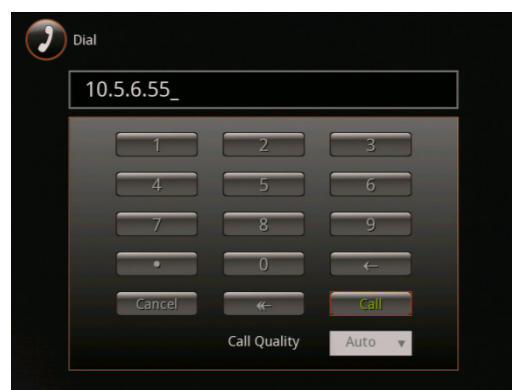 Dial
10.5.6.55_
1 2 3
4 5 6
7 8 9
• 0 ←
Cancel ↞ Call
Call Quality Auto ▼